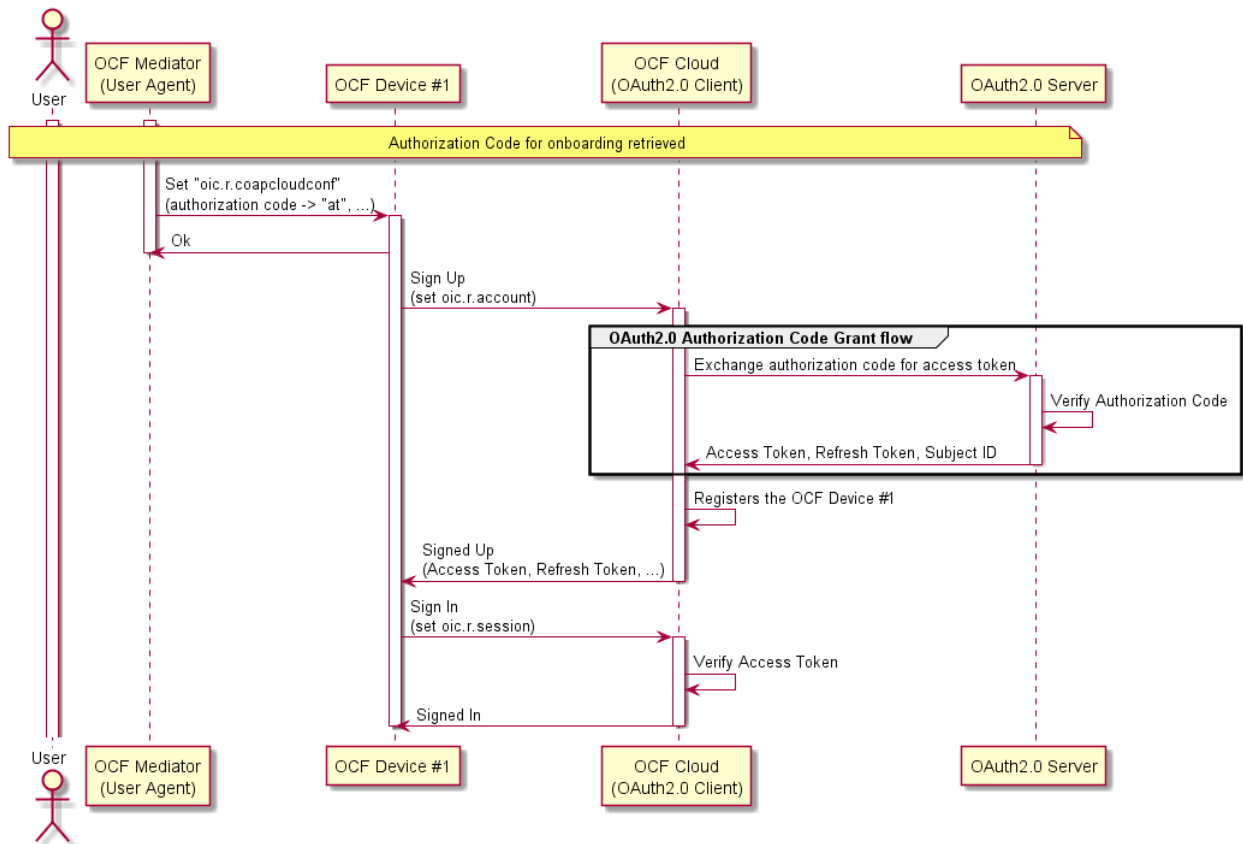 User
OCF Mediator
(User Agent)
OCF Device #1
OCF Cloud
(OAuth2.0 Client)
OAuth2.0 Server
Authorization Code for onboarding retrieved
Set "oic.r.coapcloudconf"
(authorization code -> "at", ...)
Ok
Sign Up
(set oic.r.account)
OAuth2.0 Authorization Code Grant flow
Exchange authorization code for access token
Verify Authorization Code
Access Token, Refresh Token, Subject ID
Registers the OCF Device #1
Signed Up
(Access Token, Refresh Token, ...)
Sign In
(set oic.r.session)
Verify Access Token
Signed In
User
OCF Mediator
(User Agent)
OCF Device #1
OCF Cloud
(OAuth2.0 Client)
OAuth2.0 Server